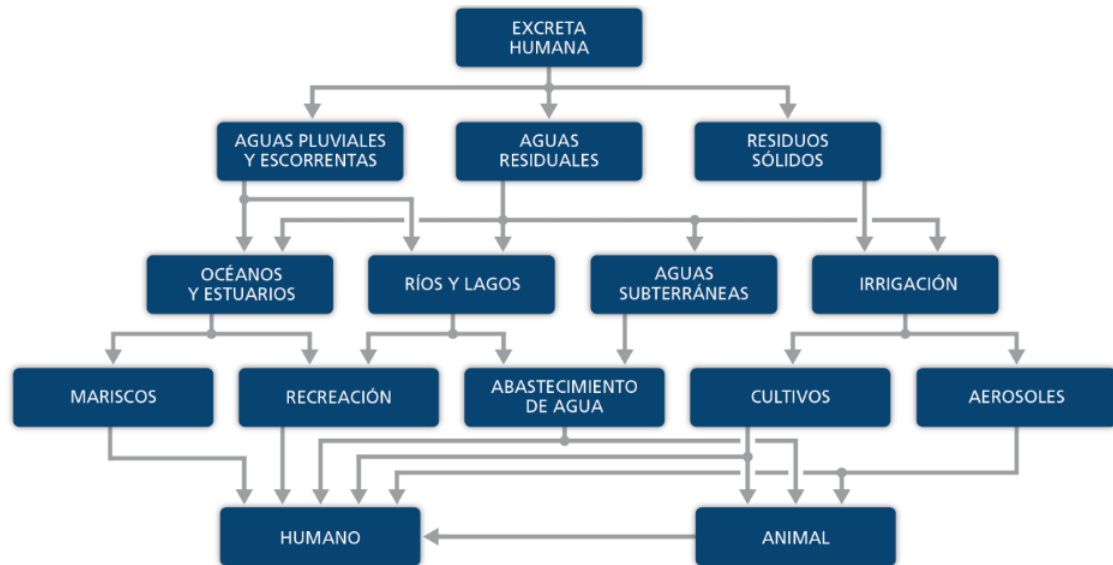 EXCRETA
HUMANA
AGUAS PLUVIALES
Y ESCORRENTAS
AGUAS
RESIDUALES
RESIDUOS
SÓLIDOS
OCÉANOS
Y ESTUARIOS
RÍOS Y LAGOS
AGUAS
SUBTERRÁNEAS
IRRIGACIÓN
MARISCOS
RECREACIÓN
ABASTECIMIENTO
DE AGUA
CULTIVOS
AEROSOLES
HUMANO
ANIMAL